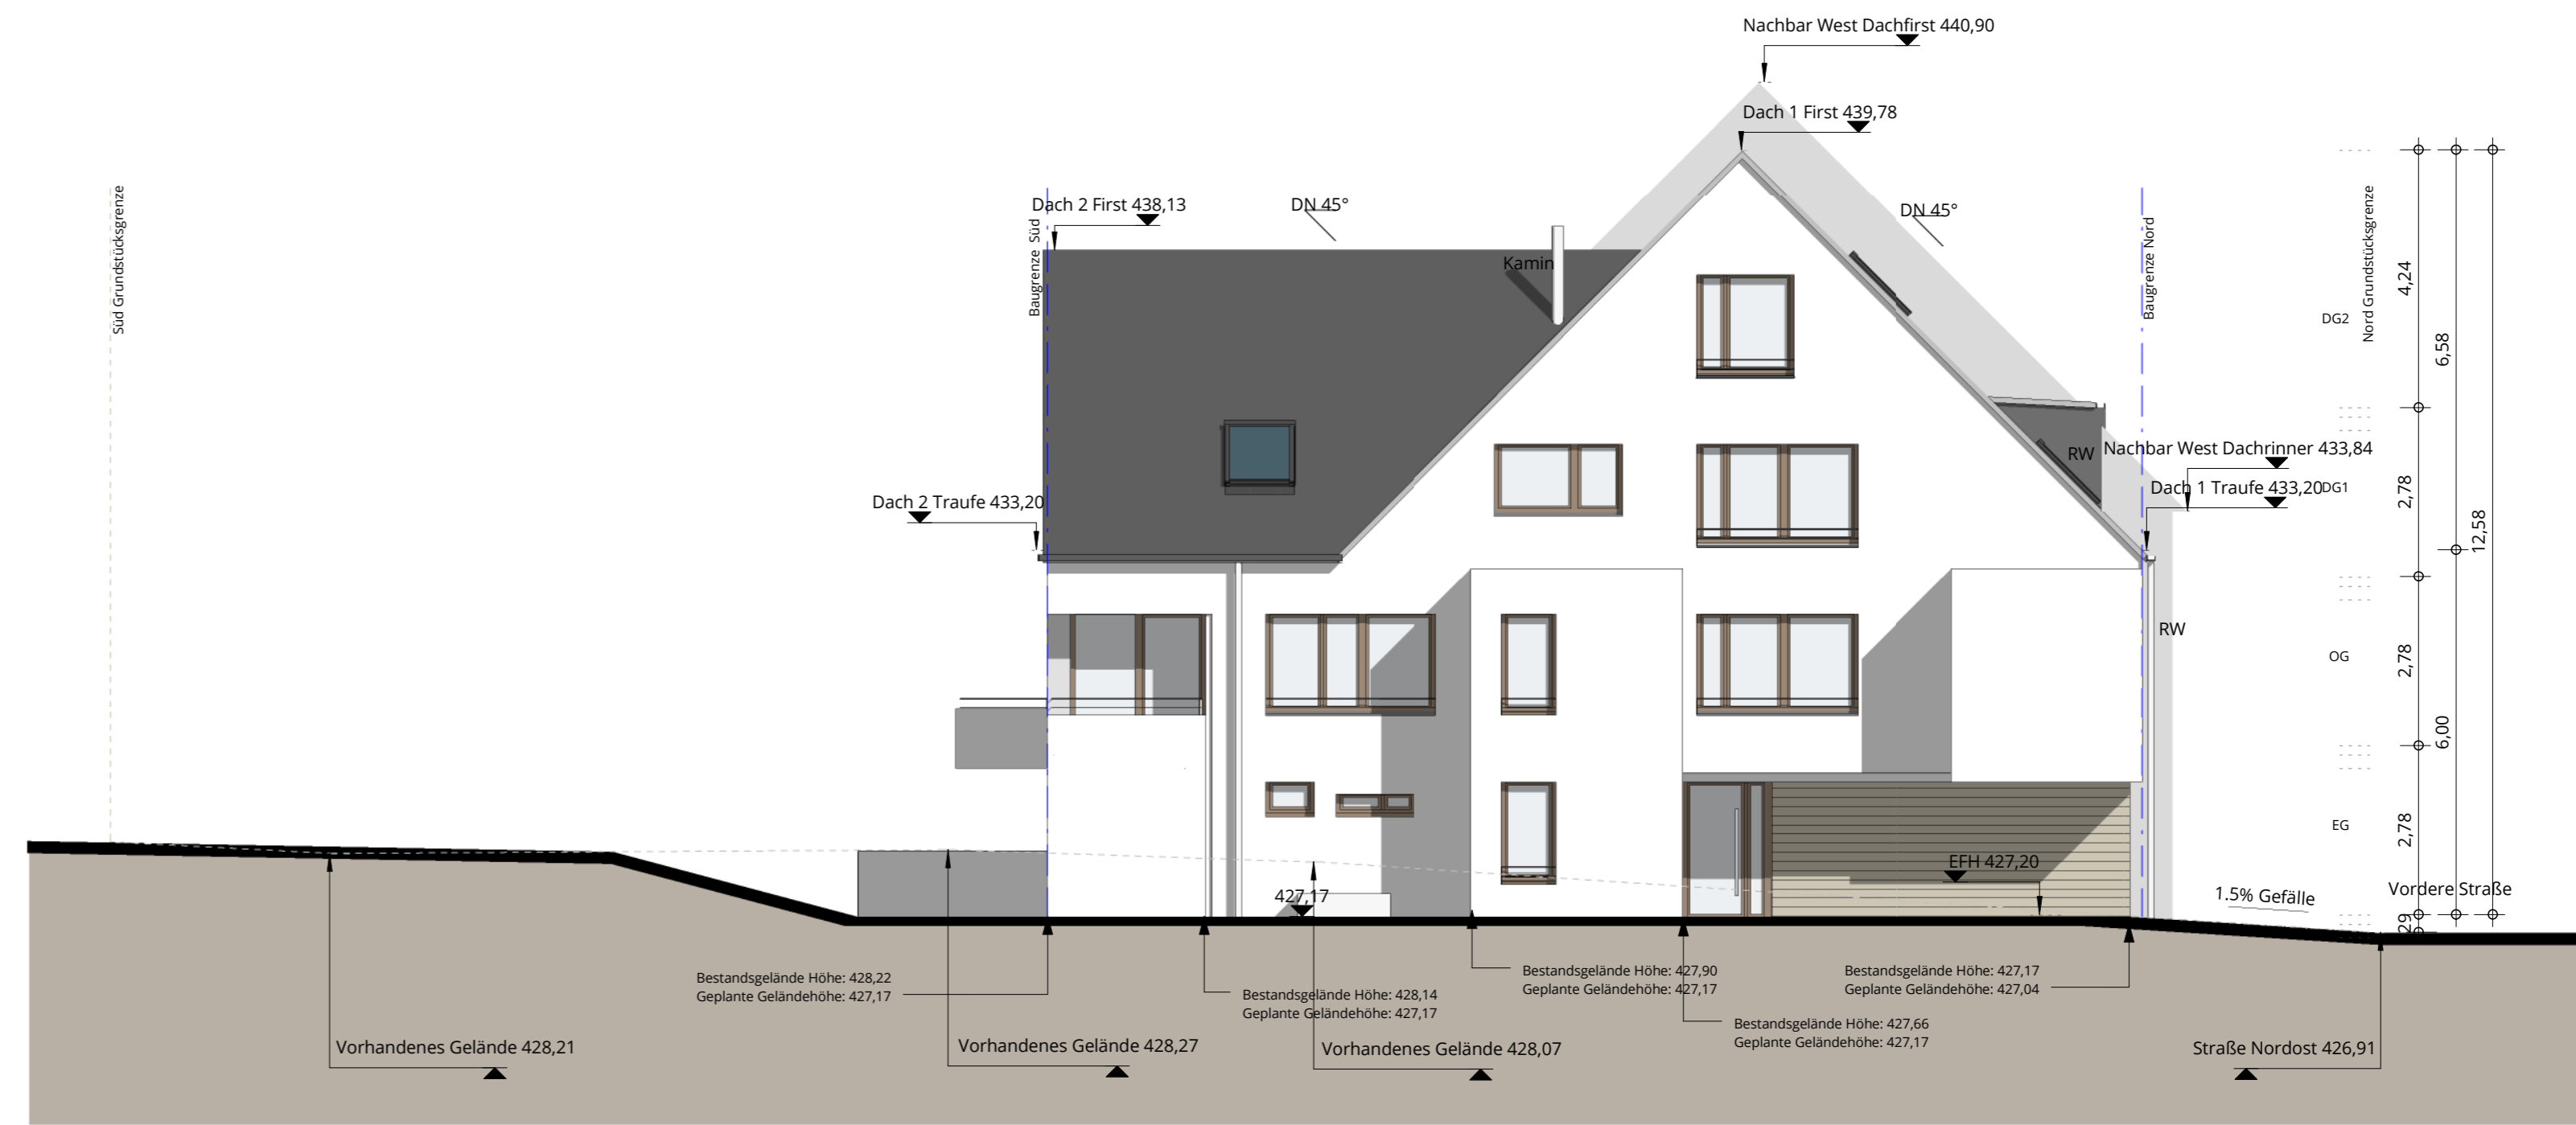 Nachbar West Dachfirst 440,90
Dach 1 First 439,78
Süd Grundstücksgrenze
Baugrenze Süd
Dach 2 First 438,13
DN 45°
DN 45°
Kamin
Baugrenze Nord
Nord Grundstücksgrenze
4,24
DG2
6,58
RW
Nachbar West Dachrinner 433,84
Dach 1 Traufe 433,20
DG1
2,78
Dach 2 Traufe 433,20
12,58
RW
OG
2,78
6,00
EG
2,78
EFH 427,20
427,17
1.5% Gefälle
Vordere Straße
29
Bestandsgelände Höhe: 428,22
Geplante Geländehöhe: 427,17
Bestandsgelände Höhe: 428,14
Geplante Geländehöhe: 427,17
Bestandsgelände Höhe: 427,90
Geplante Geländehöhe: 427,17
Bestandsgelände Höhe: 427,66
Geplante Geländehöhe: 427,17
Bestandsgelände Höhe: 427,17
Geplante Geländehöhe: 427,04
Vorhandenes Gelände 428,21
Vorhandenes Gelände 428,27
Vorhandenes Gelände 428,07
Straße Nordost 426,91